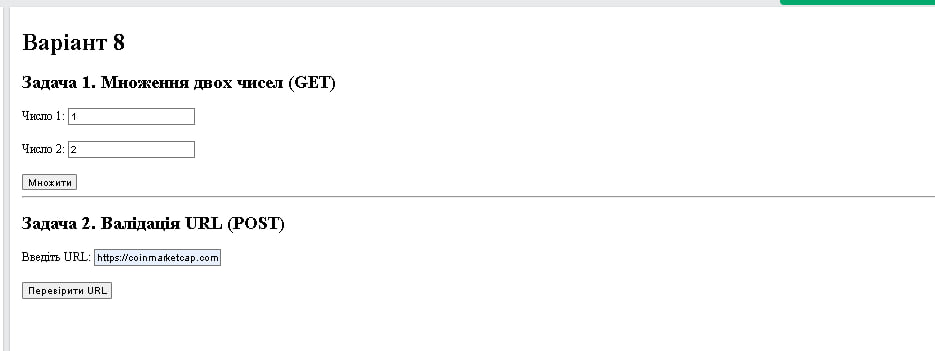 Варіант 8
Задача 1. Множення двох чисел (GET)
Число 1: 1
Число 2: 2
Множити
Задача 2. Валідація URL (POST)
Введіть URL: https://coinmarketcap.com
Перевірити URL